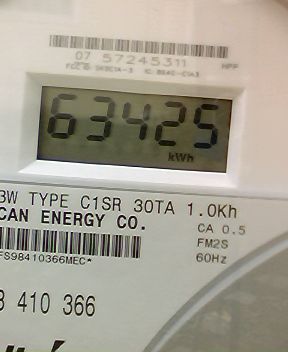 07 57245311
HPP
63425
kWh
3W TYPE C1SR 30TA 1.0Kh
CAN ENERGY CO.
CA 0.5
FM2S
60Hz
FS98410366MEC*
410 366